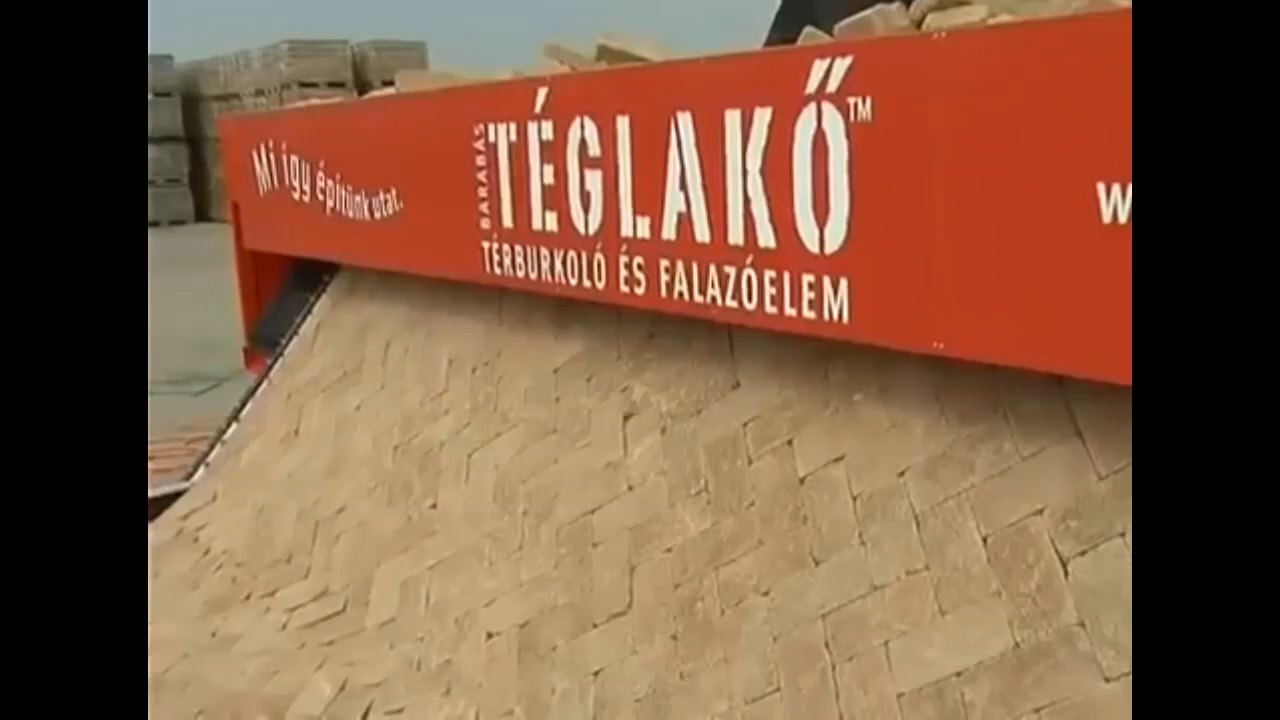 Mi így építünk utat.
BARABÁS
TÉGLAKŐ™
TÉRBURKOLÓ ÉS FALAZÓELEM
w